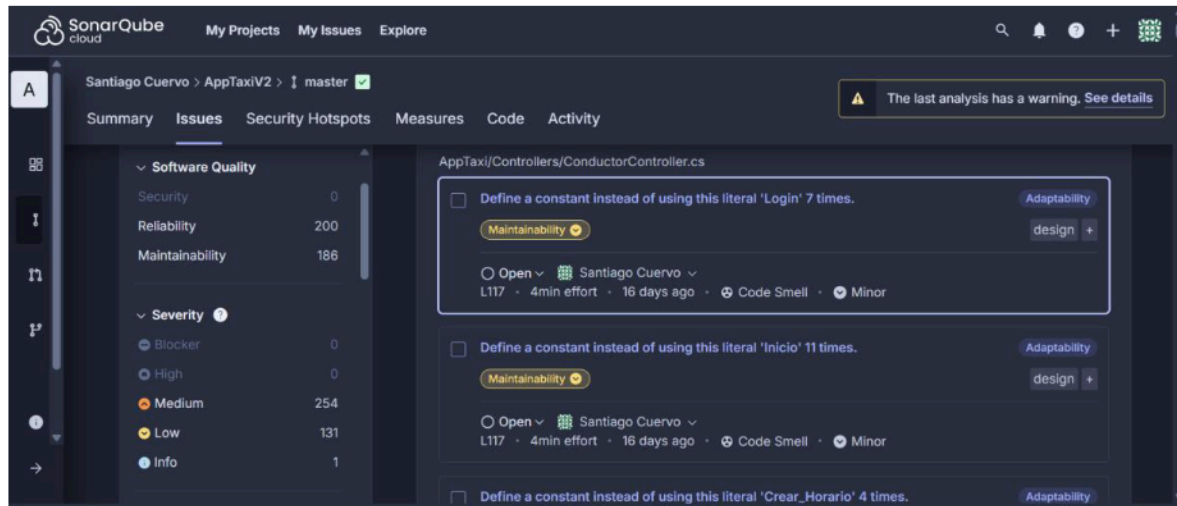 SonarQube cloud
My Projects My Issues Explore
A
Santiago Cuervo > AppTaxiV2 > master
The last analysis has a warning. See details
Summary Issues Security Hotspots Measures Code Activity
Software Quality
Security 0
Reliability 200
Maintainability 186
Severity ?
Blocker 0
High 0
Medium 254
Low 131
Info 1
AppTaxi/Controllers/ConductorController.cs
Define a constant instead of using this literal 'Login' 7 times. Adaptability
Maintainability design +
Open Santiago Cuervo
L117 • 4min effort • 16 days ago • Code Smell • Minor
Define a constant instead of using this literal 'Inicio' 11 times. Adaptability
Maintainability design +
Open Santiago Cuervo
L117 • 4min effort • 16 days ago • Code Smell • Minor
Define a constant instead of using this literal 'Crear_Horario' 4 times. Adaptability